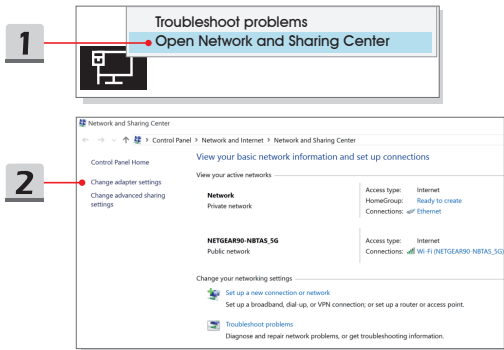 1
Troubleshoot problems
Open Network and Sharing Center
2
Network and Sharing Center
Control Panel > Network and Internet > Network and Sharing Center
Control Panel Home
Change adapter settings
Change advanced sharing
settings
View your basic network information and set up connections
View your active networks
Network
Private network
Access type: Internet
HomeGroup: Ready to create
Connections: Ethernet
NETGEAR90-NBTAS_5G
Public network
Access type: Internet
Connections: Wi-Fi (NETGEAR90-NBTAS_5G)
Change your networking settings
Set up a new connection or network
Set up a broadband, dial-up, or VPN connection; or set up a router or access point.
Troubleshoot problems
Diagnose and repair network problems, or get troubleshooting information.